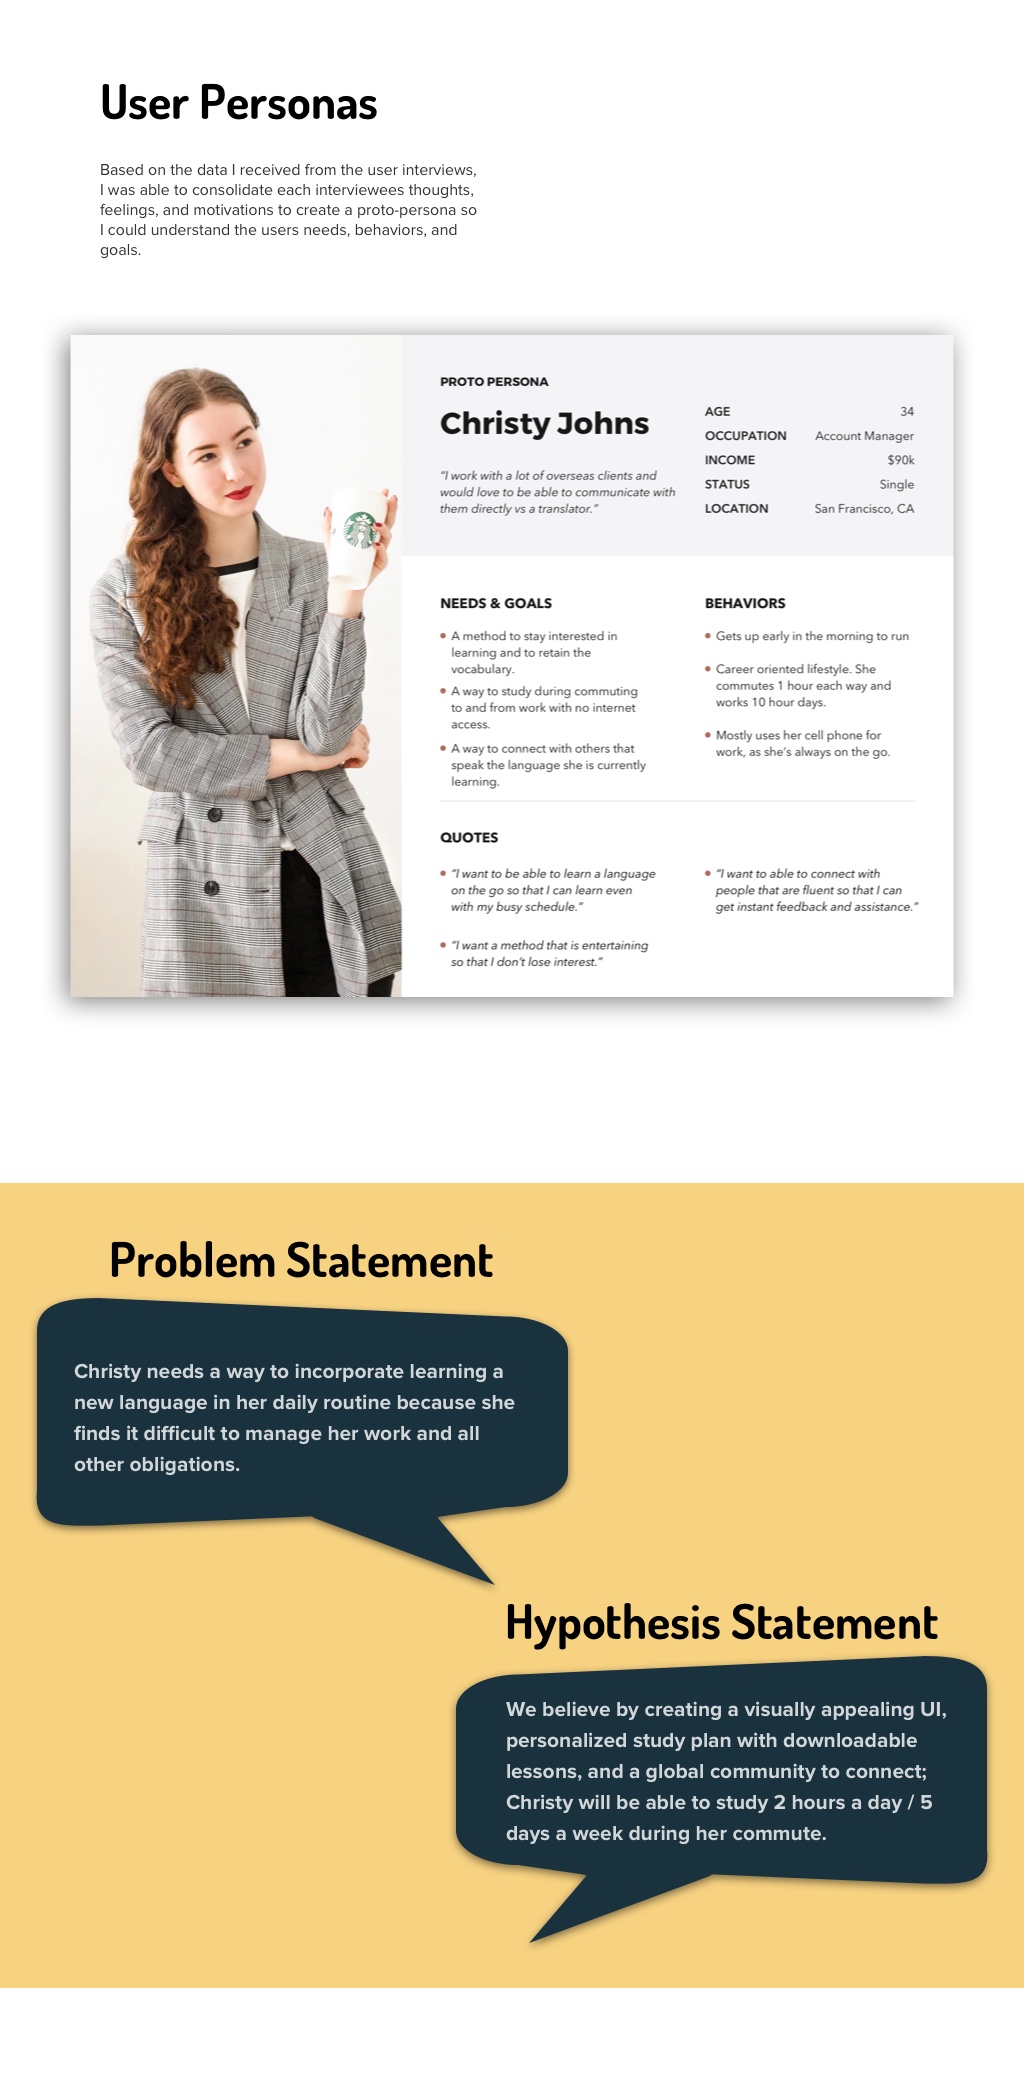 User Personas
Based on the data I received from the user interviews,
I was able to consolidate each interviewees thoughts,
feelings, and motivations to create a proto-persona so
I could understand the users needs, behaviors, and
goals.
PROTO PERSONA
Christy Johns
"I work with a lot of overseas clients and
would love to be able to communicate with
them directly vs a translator."
AGE 34
OCCUPATION Account Manager
INCOME $90k
STATUS Single
LOCATION San Francisco, CA
NEEDS & GOALS
• A method to stay interested in
learning and to retain the
vocabulary.
• A way to study during commuting
to and from work with no internet
access.
• A way to connect with others that
speak the language she is currently
learning.
BEHAVIORS
• Gets up early in the morning to run
• Career oriented lifestyle. She
commutes 1 hour each way and
works 10 hour days.
• Mostly uses her cell phone for
work, as she's always on the go.
QUOTES
• "I want to be able to learn a language
on the go so that I can learn even
with my busy schedule."
• "I want a method that is entertaining
so that I don't lose interest."
• "I want to able to connect with
people that are fluent so that I can
get instant feedback and assistance."
Problem Statement
Christy needs a way to incorporate learning a
new language in her daily routine because she
finds it difficult to manage her work and all
other obligations.
Hypothesis Statement
We believe by creating a visually appealing UI,
personalized study plan with downloadable
lessons, and a global community to connect;
Christy will be able to study 2 hours a day / 5
days a week during her commute.